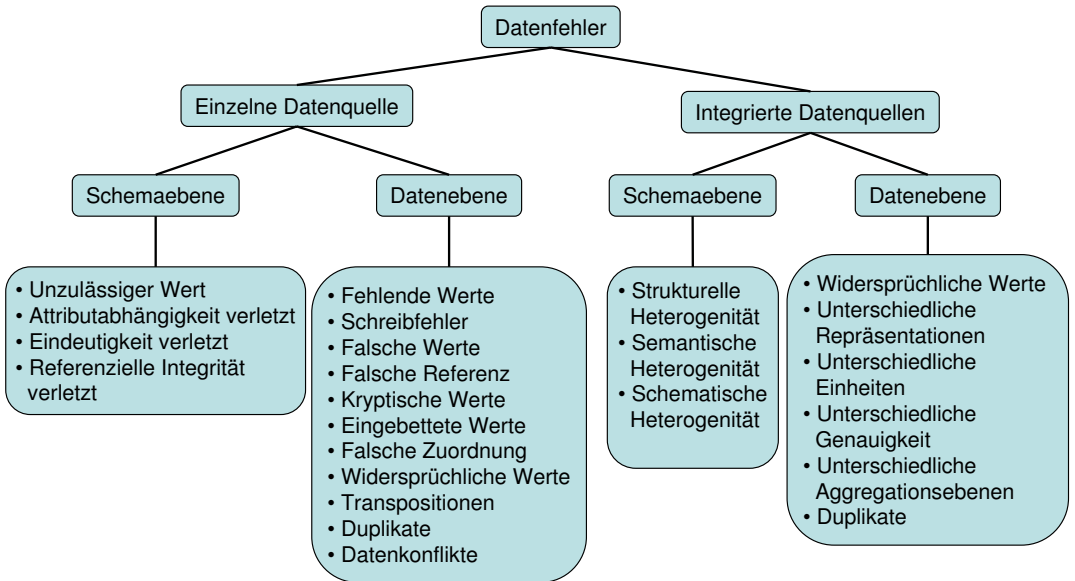 Datenfehler
Einzelne Datenquelle
Integrierte Datenquellen
Schemaebene
Datenebene
Schemaebene
Datenebene
• Unzulässiger Wert
• Attributabhängigkeit verletzt
• Eindeutigkeit verletzt
• Referenzielle Integrität
verletzt
• Fehlende Werte
• Schreibfehler
• Falsche Werte
• Falsche Referenz
• Kryptische Werte
• Eingebettete Werte
• Falsche Zuordnung
• Widersprüchliche Werte
• Transpositionen
• Duplikate
• Datenkonflikte
• Strukturelle
Heterogenität
• Semantische
Heterogenität
• Schematische
Heterogenität
• Widersprüchliche Werte
• Unterschiedliche
Repräsentationen
• Unterschiedliche
Einheiten
• Unterschiedliche
Genauigkeit
• Unterschiedliche
Aggregationsebenen
• Duplikate